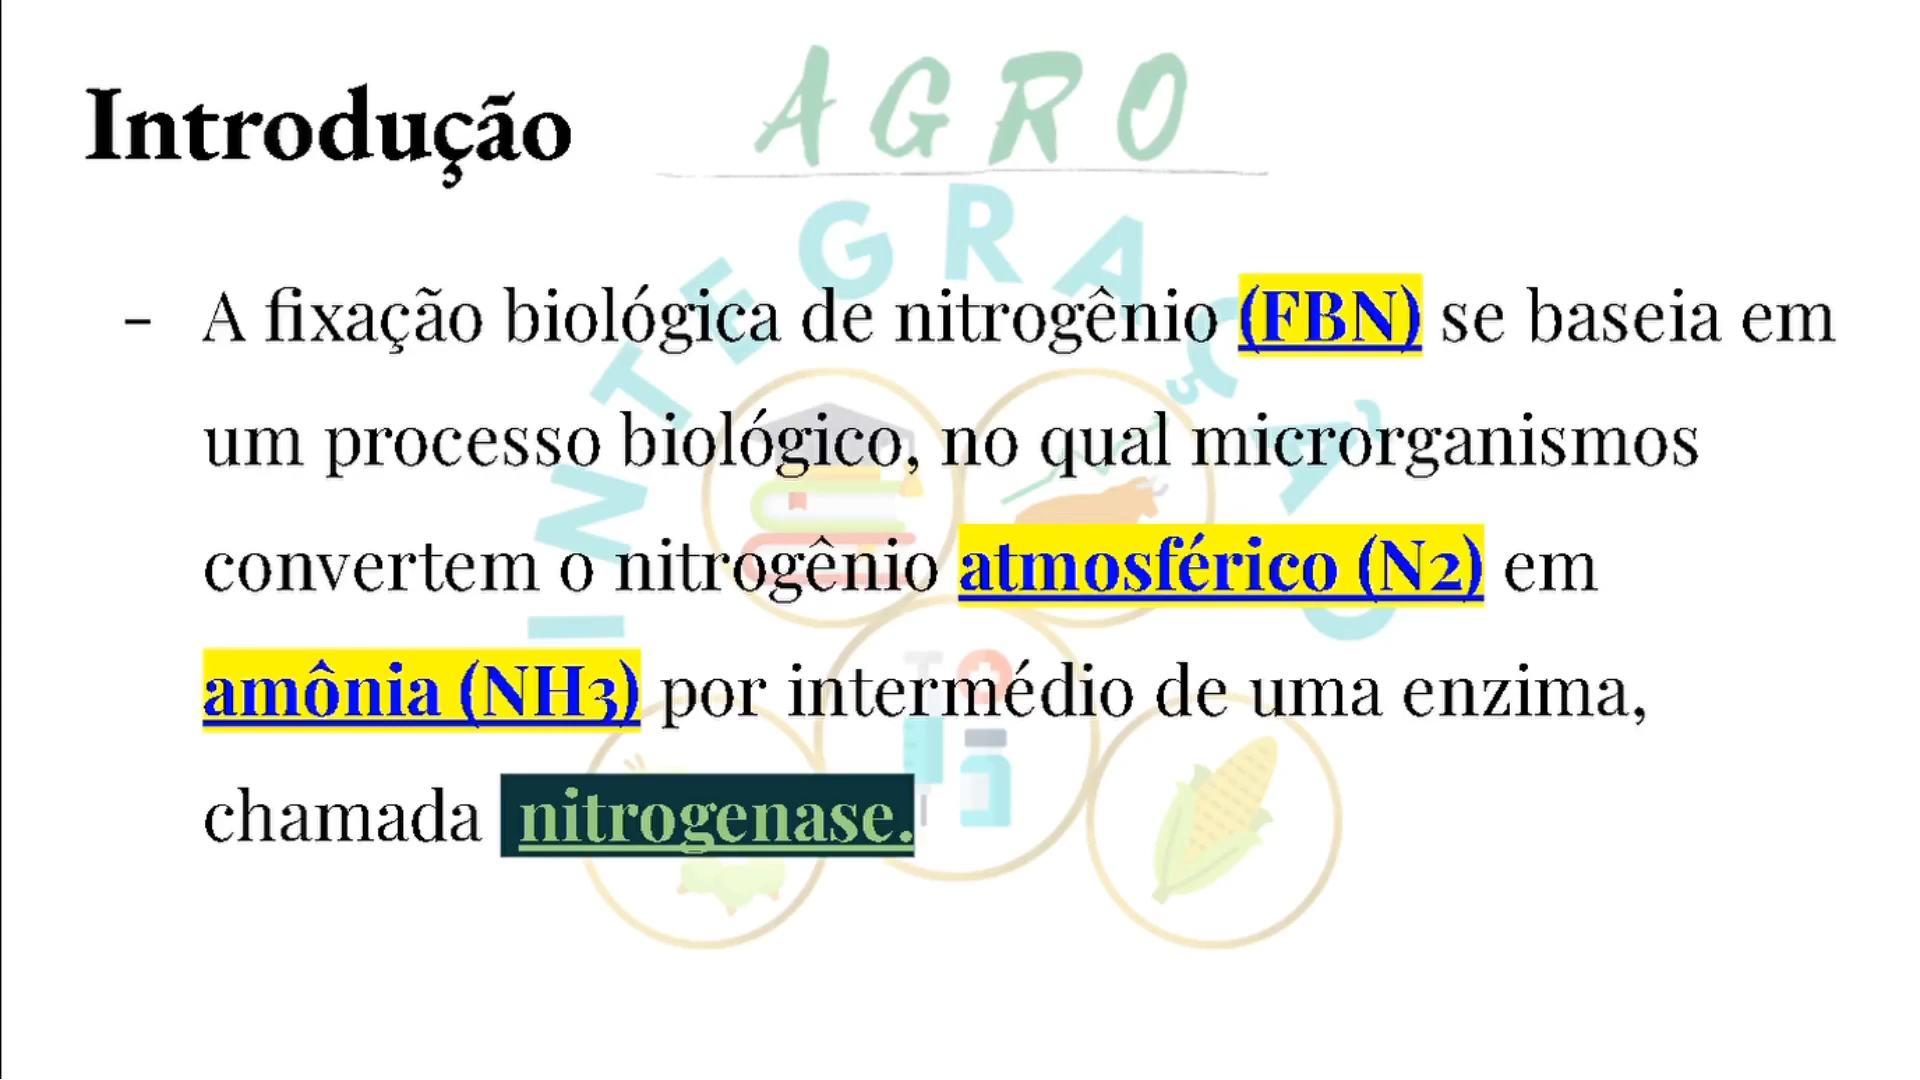 AGRO
INTEGRAÇÃO
Introdução
- A fixação biológica de nitrogênio (FBN) se baseia em
um processo biológico, no qual microrganismos
convertem o nitrogênio atmosférico (N2) em
amônia (NH3) por intermédio de uma enzima,
chamada nitrogenase.